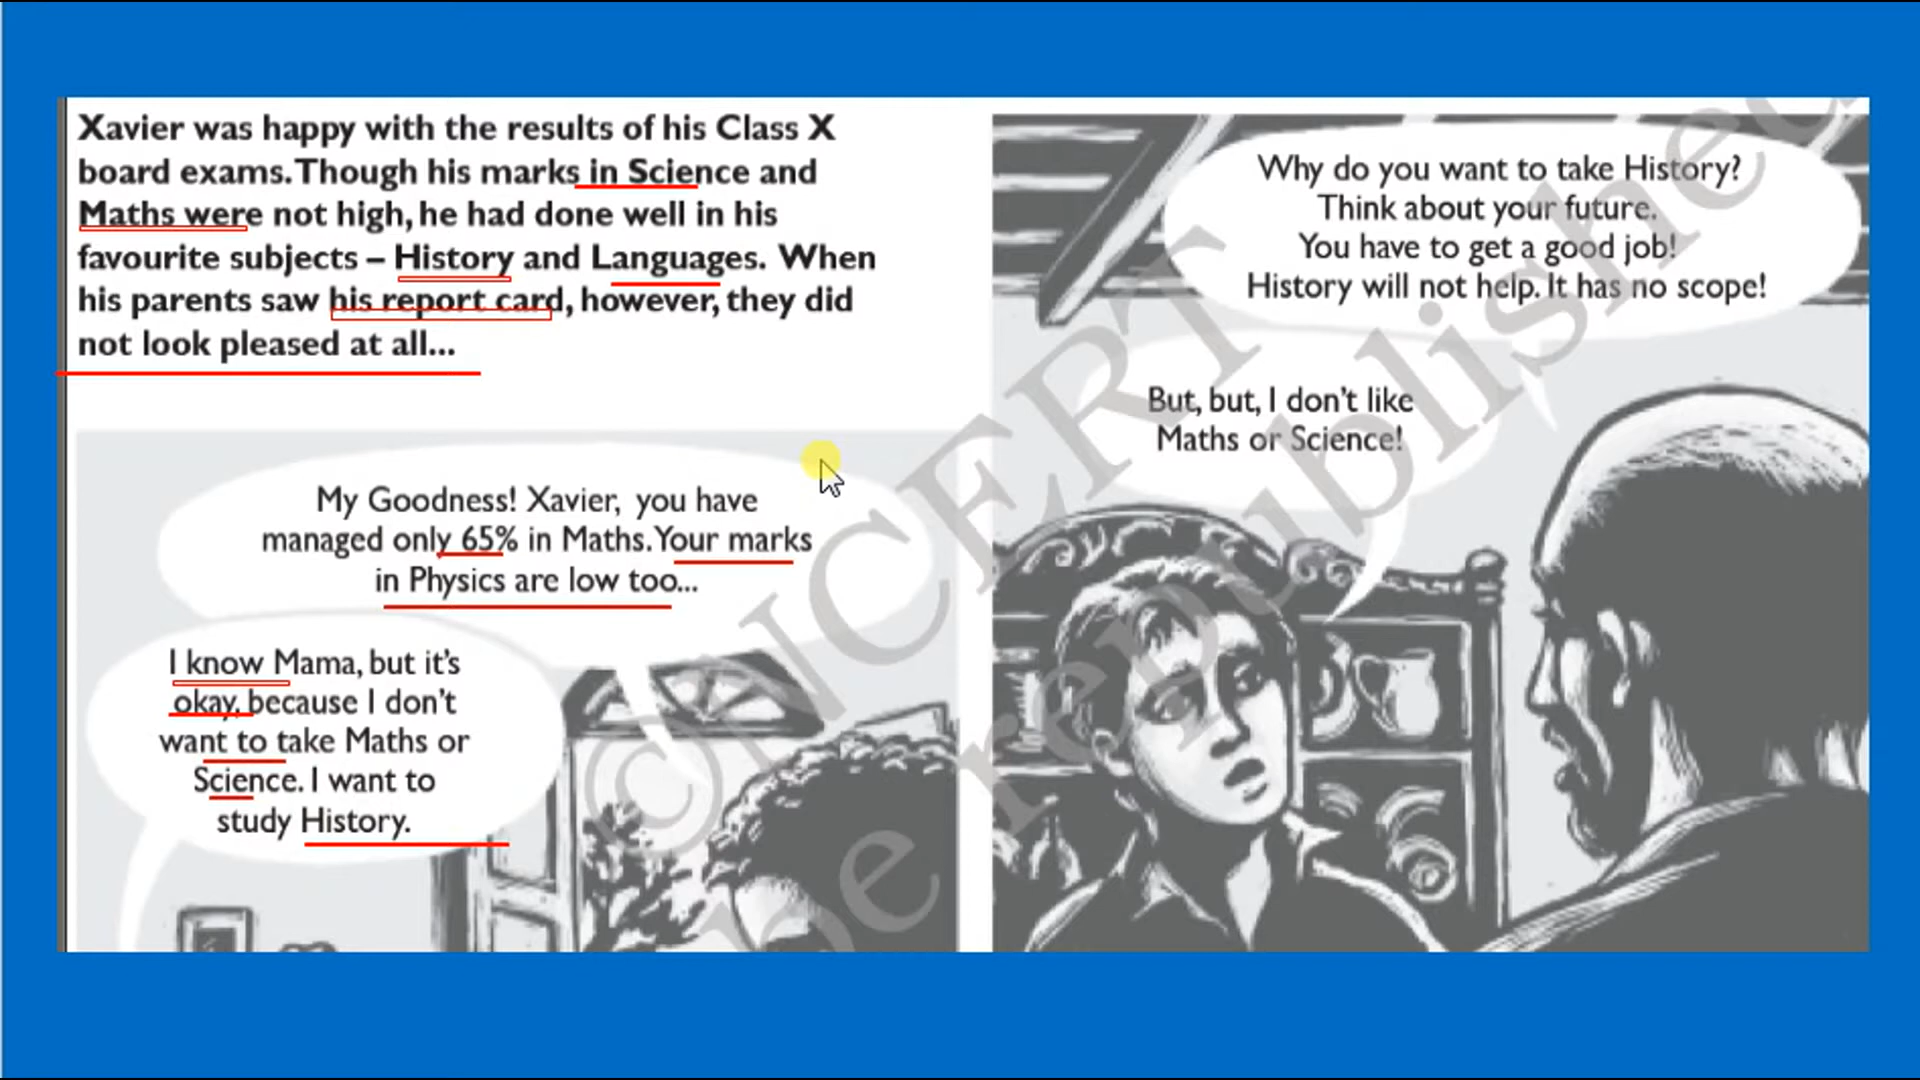 Xavier was happy with the results of his Class X
board exams. Though his marks in Science and
Maths were not high, he had done well in his
favourite subjects – History and Languages. When
his parents saw his report card, however, they did
not look pleased at all...
My Goodness! Xavier, you have
managed only 65% in Maths. Your marks
in Physics are low too...
I know Mama, but it's
okay, because I don't
want to take Maths or
Science. I want to
study History.
Why do you want to take History?
Think about your future.
You have to get a good job!
History will not help. It has no scope!
But, but, I don't like
Maths or Science!
©NCERT
be republished